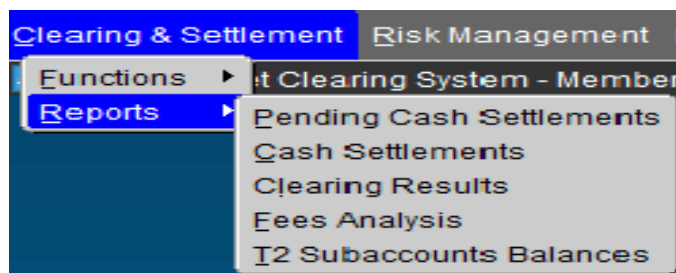 Clearing & Settlement Risk Management
Functions et Clearing System - Member
Reports
Pending Cash Settlements
Cash Settlements
Clearing Results
Fees Analysis
T2 Subaccounts Balances